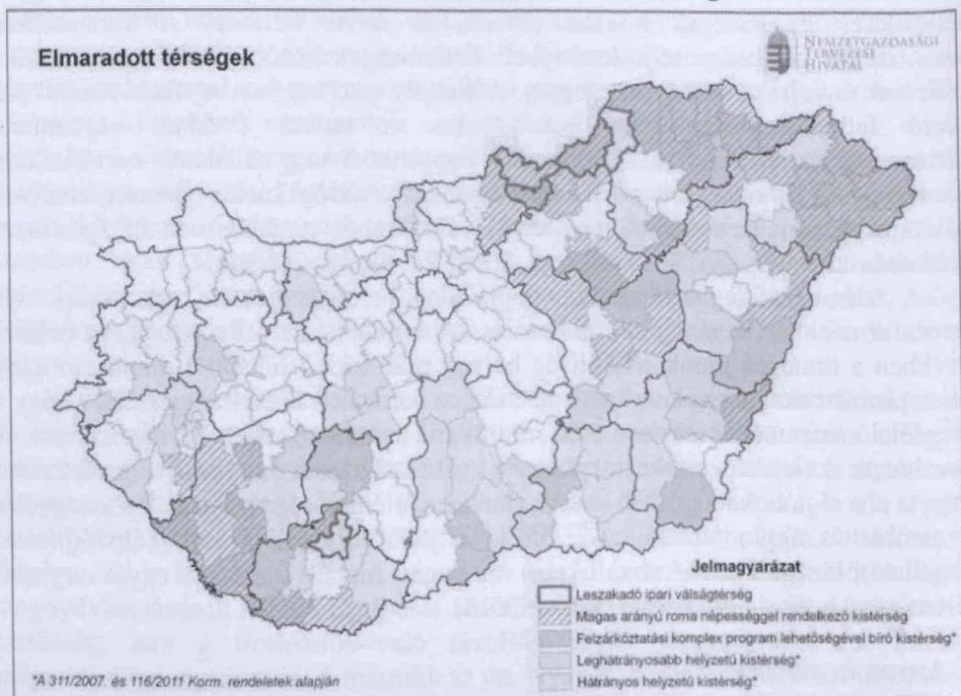 Elmaradott térségek
NEMZETGAZDASÁGI
TERVEZÉSI
HIVATAL
Jelmagyarázat
Leszakadó ipari válságtérség
Magas arányú roma népességgel rendelkező kistérség
Felzárkóztatási komplex program lehetőségével bíró kistérség*
Leghátrányosabb helyzetű kistérség*
Hátrányos helyzetű kistérség*
*A 311/2007. és 116/2011 Korm. rendeletek alapján